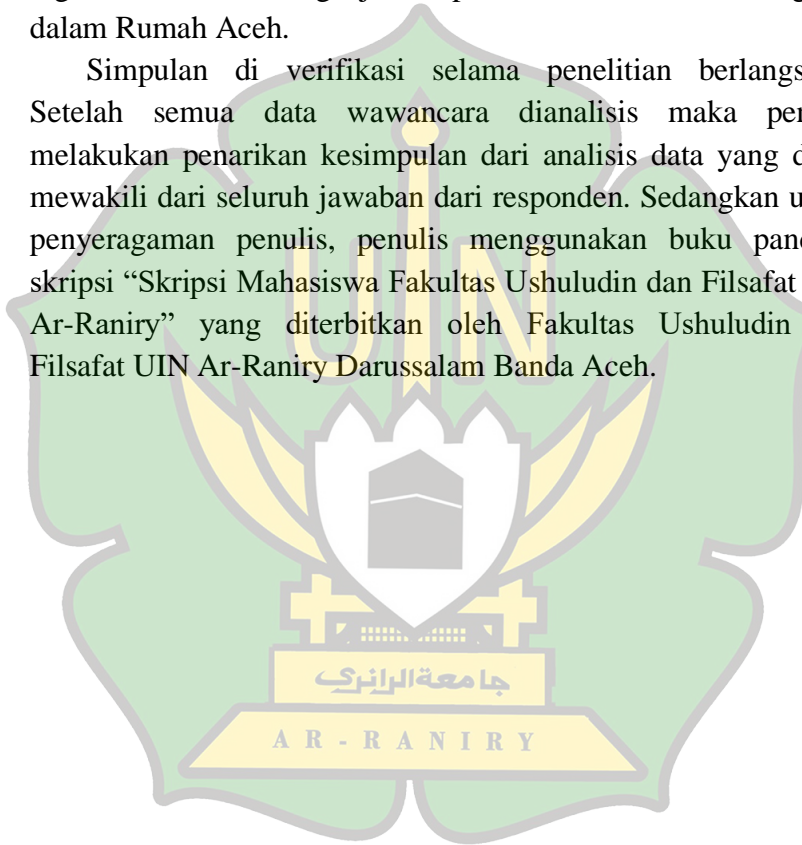 dalam Rumah Aceh.
Simpulan di verifikasi selama penelitian berlangs
Setelah semua data wawancara dianalisis maka pe
melakukan penarikan kesimpulan dari analisis data yang d
mewakili dari seluruh jawaban dari responden. Sedangkan u
penyeragaman penulis, penulis menggunakan buku pand
skripsi “Skripsi Mahasiswa Fakultas Ushuludin dan Filsafat
Ar-Raniry” yang diterbitkan oleh Fakultas Ushuludin
Filsafat UIN Ar-Raniry Darussalam Banda Aceh.
UIN
جامعة الرانري
AR-RANIRY